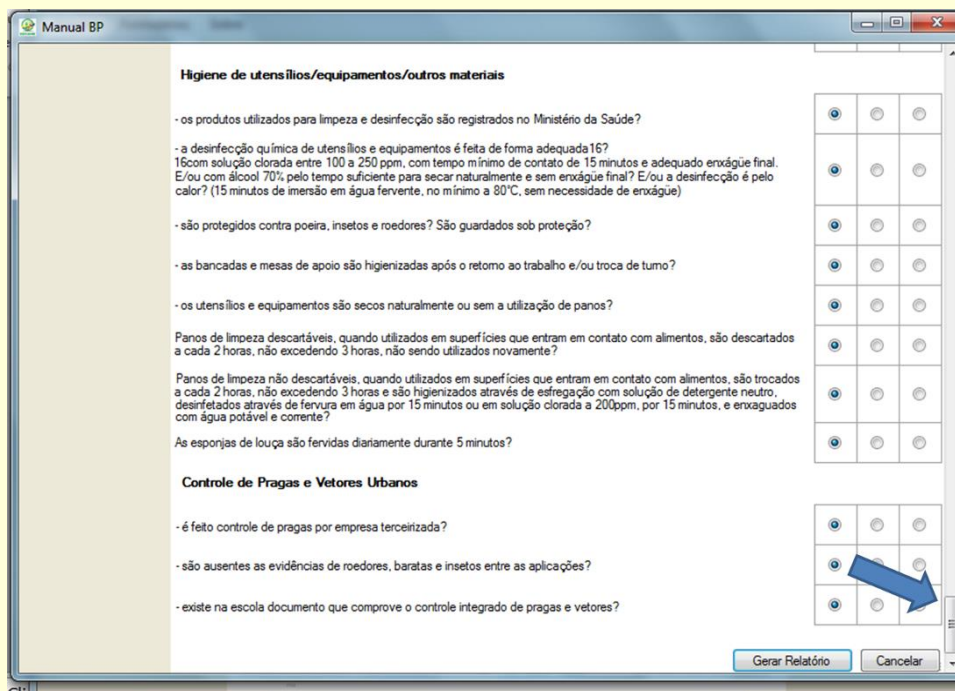 Manual BP
Higiene de utensílios/equipamentos/outros materiais
- os produtos utilizados para limpeza e desinfecção são registrados no Ministério da Saúde?
- a desinfecção química de utensílios e equipamentos é feita de forma adequada16?
16com solução clorada entre 100 a 250 ppm, com tempo mínimo de contato de 15 minutos e adequado enxágüe final.
E/ou com álcool 70% pelo tempo suficiente para secar naturalmente e sem enxágüe final? E/ou a desinfecção é pelo
calor? (15 minutos de imersão em água fervente, no mínimo a 80°C, sem necessidade de enxágüe)
- são protegidos contra poeira, insetos e roedores? São guardados sob proteção?
- as bancadas e mesas de apoio são higienizadas após o retorno ao trabalho e/ou troca de turno?
- os utensílios e equipamentos são secos naturalmente ou sem a utilização de panos?
Panos de limpeza descartáveis, quando utilizados em superfícies que entram em contato com alimentos, são descartados
a cada 2 horas, não excedendo 3 horas, não sendo utilizados novamente?
Panos de limpeza não descartáveis, quando utilizados em superfícies que entram em contato com alimentos, são trocados
a cada 2 horas, não excedendo 3 horas e são higienizados através de esfregação com solução de detergente neutro,
desinfetados através de fervura em água por 15 minutos ou em solução clorada a 200ppm, por 15 minutos, e enxaguados
com água potável e corrente?
As esponjas de louça são fervidas diariamente durante 5 minutos?
Controle de Pragas e Vetores Urbanos
- é feito controle de pragas por empresa terceirizada?
- são ausentes as evidências de roedores, baratas e insetos entre as aplicações?
- existe na escola documento que comprove o controle integrado de pragas e vetores?
Gerar Relatório
Cancelar